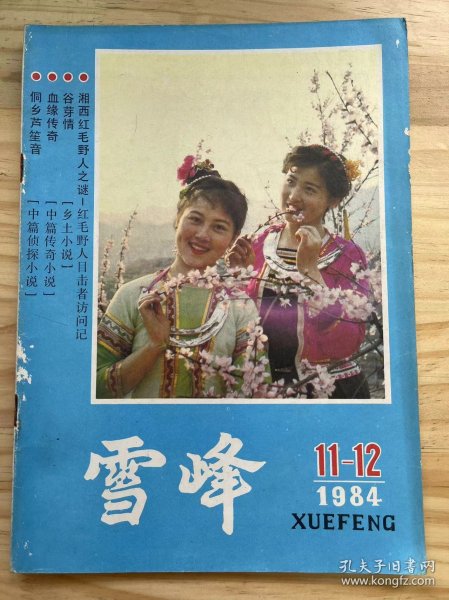 湘西红毛野人之谜－红毛野人目击者访问记
谷芽情　[乡土小说]
血缘传奇　[中篇传奇小说]
侗乡芦笙音　[中篇侦探小说]
雪峰
11-12
1984
XUEFENG
孔夫子旧书网
www.kongfz.com